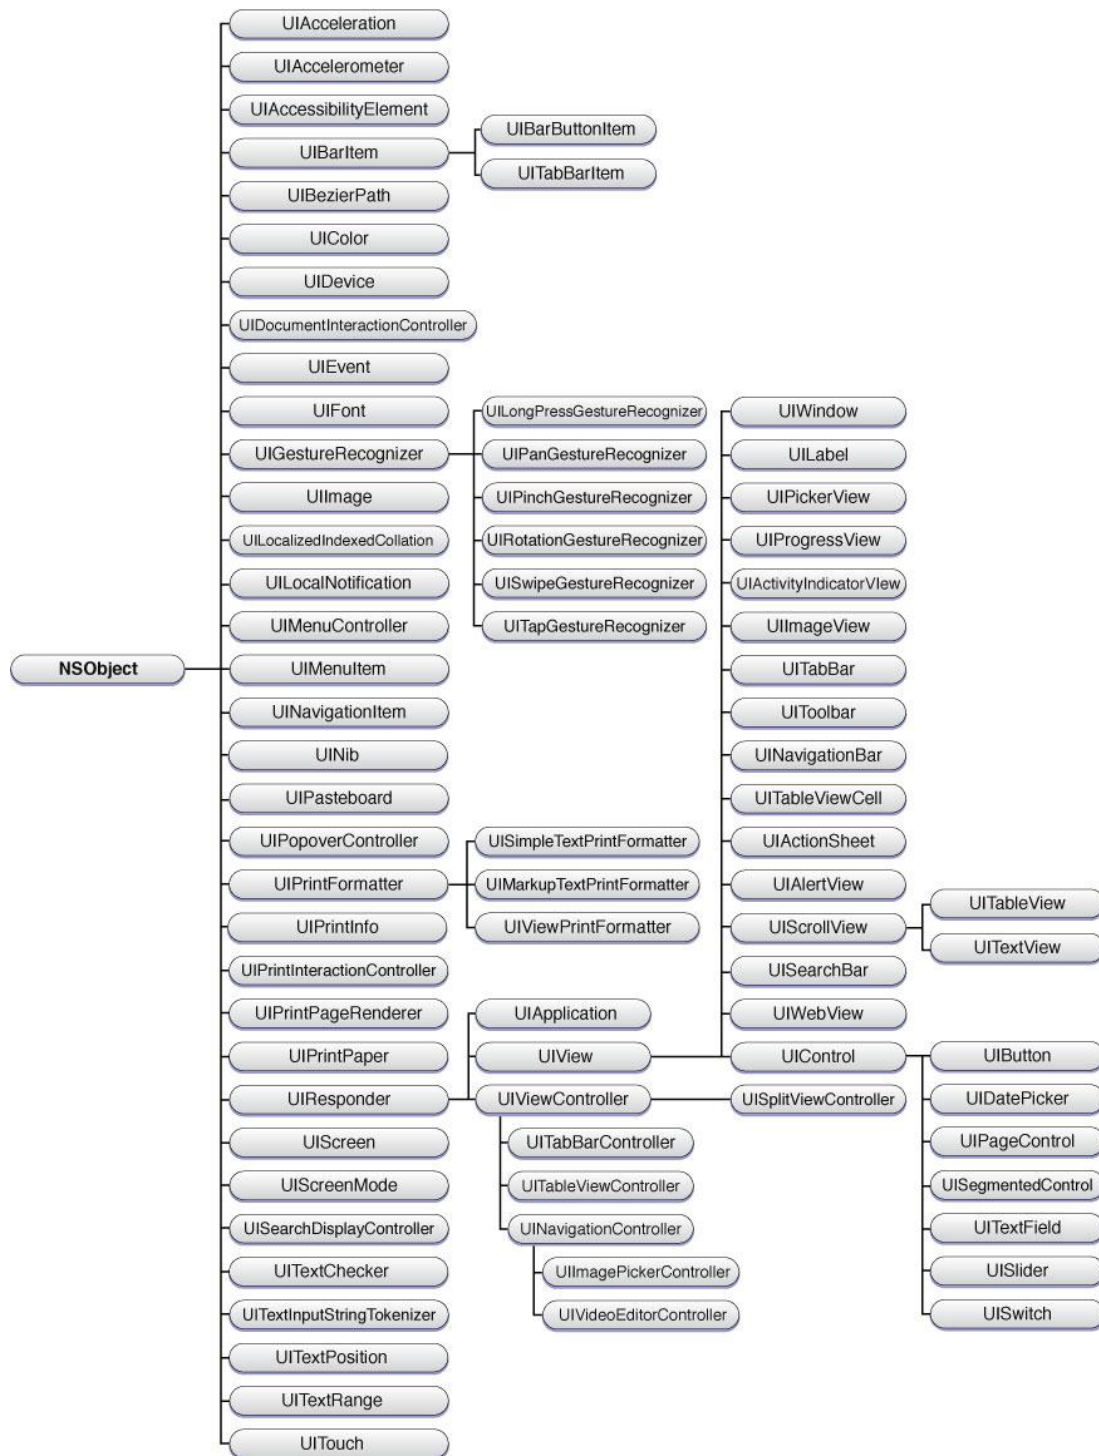 UIAcceleration
UIAccelerometer
UIAccessibilityElement
UIBarButtonItem
UIBarItem
UITabBarItem
UIBezierPath
UIColor
UIDevice
UIDocumentInteractionController
UIEvent
UIFont
UILongPressGestureRecognizer
UIWindow
UIGestureRecognizer
UIPanGestureRecognizer
UILabel
UIImage
UIPinchGestureRecognizer
UIPickerView
UILocalizedIndexedCollation
UIRotationGestureRecognizer
UIProgressView
UILocalNotification
UISwipeGestureRecognizer
UIActivityIndicatorVIew
UIMenuController
UITapGestureRecognizer
UIImageView
NSObject
UIMenuItem
UITabBar
UINavigationItem
UIToolbar
UINib
UINavigationBar
UIPasteboard
UITableViewCell
UIPopoverController
UISimpleTextPrintFormatter
UIActionSheet
UIPrintFormatter
UIMarkupTextPrintFormatter
UIAlertView
UITableView
UIPrintInfo
UIViewPrintFormatter
UIScrollView
UITextView
UIPrintInteractionController
UISearchBar
UIPrintPageRenderer
UIApplication
UIWebView
UIPrintPaper
UIView
UIControl
UIButton
UIResponder
UIViewController
UISplitViewController
UIDatePicker
UIScreen
UITabBarController
UIPageControl
UIScreenMode
UITableViewController
UISegmentedControl
UISearchDisplayController
UINavigationController
UITextField
UITextChecker
UIImagePickerController
UISlider
UITextInputStringTokenizer
UIVideoEditorController
UISwitch
UITextPosition
UITextRange
UITouch